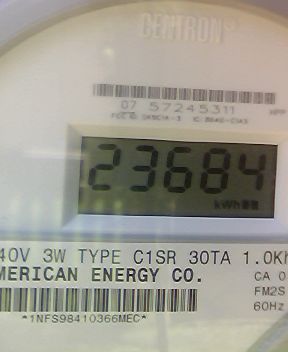 CENTRON
07 57245311
23684
kWh
40V 3W TYPE C1SR 30TA 1.0Kh
MERICAN ENERGY CO.
CA 0
FM2S
60Hz
*1NFS98410366MEC*